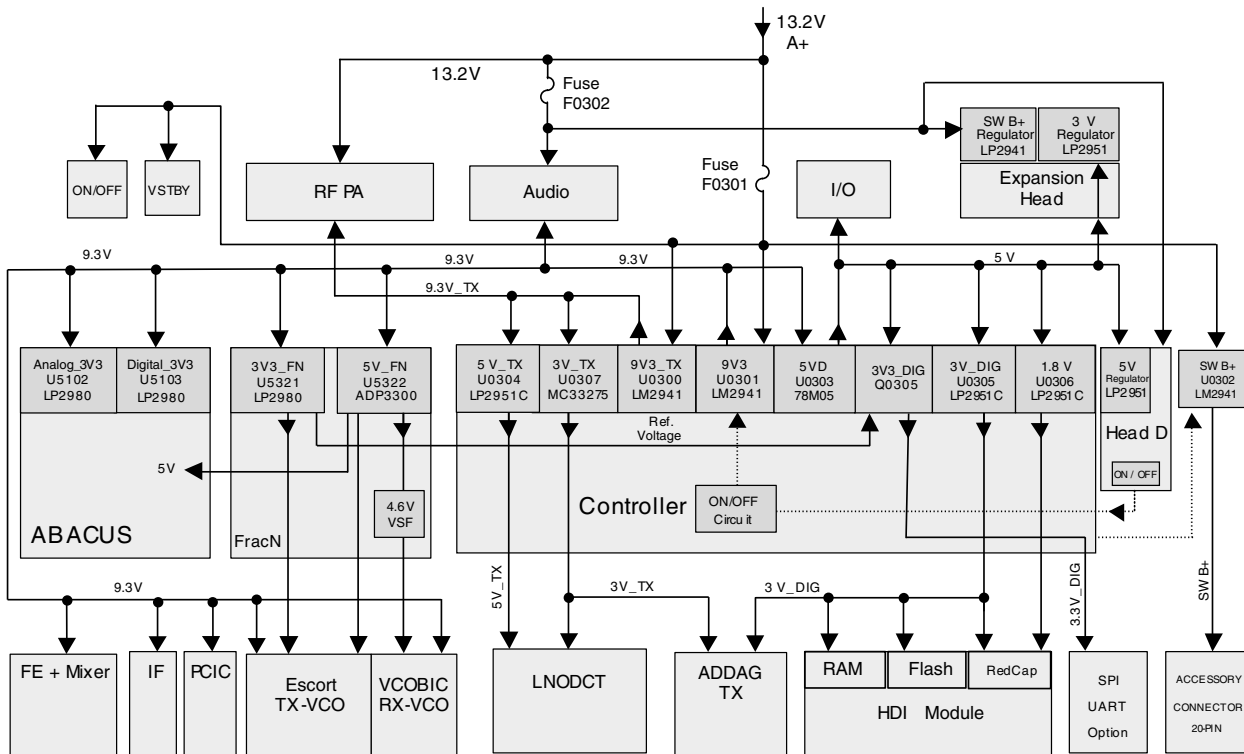 13.2V
A+
13.2V
Fuse
F0302
SW B+
Regulator
LP2941
3 V
Regulator
LP2951
Fuse
F0301
ON/OFF
VSTBY
RF PA
Audio
I/O
Expansion
Head
9.3V
9.3V
9.3V
5 V
9.3V_TX
Analog_3V3
U5102
LP2980
Digital_3V3
U5103
LP2980
3V3_FN
U5321
LP2980
5V_FN
U5322
ADP3300
5 V_TX
U0304
LP2951C
3V_TX
U0307
MC33275
9V3_TX
U0300
LM2941
9V3
U0301
LM2941
5VD
U0303
78M05
3V3_DIG
Q0305
3V_DIG
U0305
LP2951C
1.8 V
U0306
LP2951C
5V
Regulator
LP2951
SW B+
U0302
LM2941
Ref.
Voltage
Head D
5V
ON / OFF
4.6V
VSF
Controller
ON/OFF
Circuit
ABACUS
FracN
9.3V
5V_TX
3V_TX
3 V_DIG
3.3V_DIG
SW B+
FE + Mixer
IF
PCIC
Escort
TX-VCO
VCOBIC
RX-VCO
LNODCT
ADDAG
TX
RAM
Flash
RedCap
HDI Module
SPI
UART
Option
ACCESSORY
CONNECTOR
20-PIN